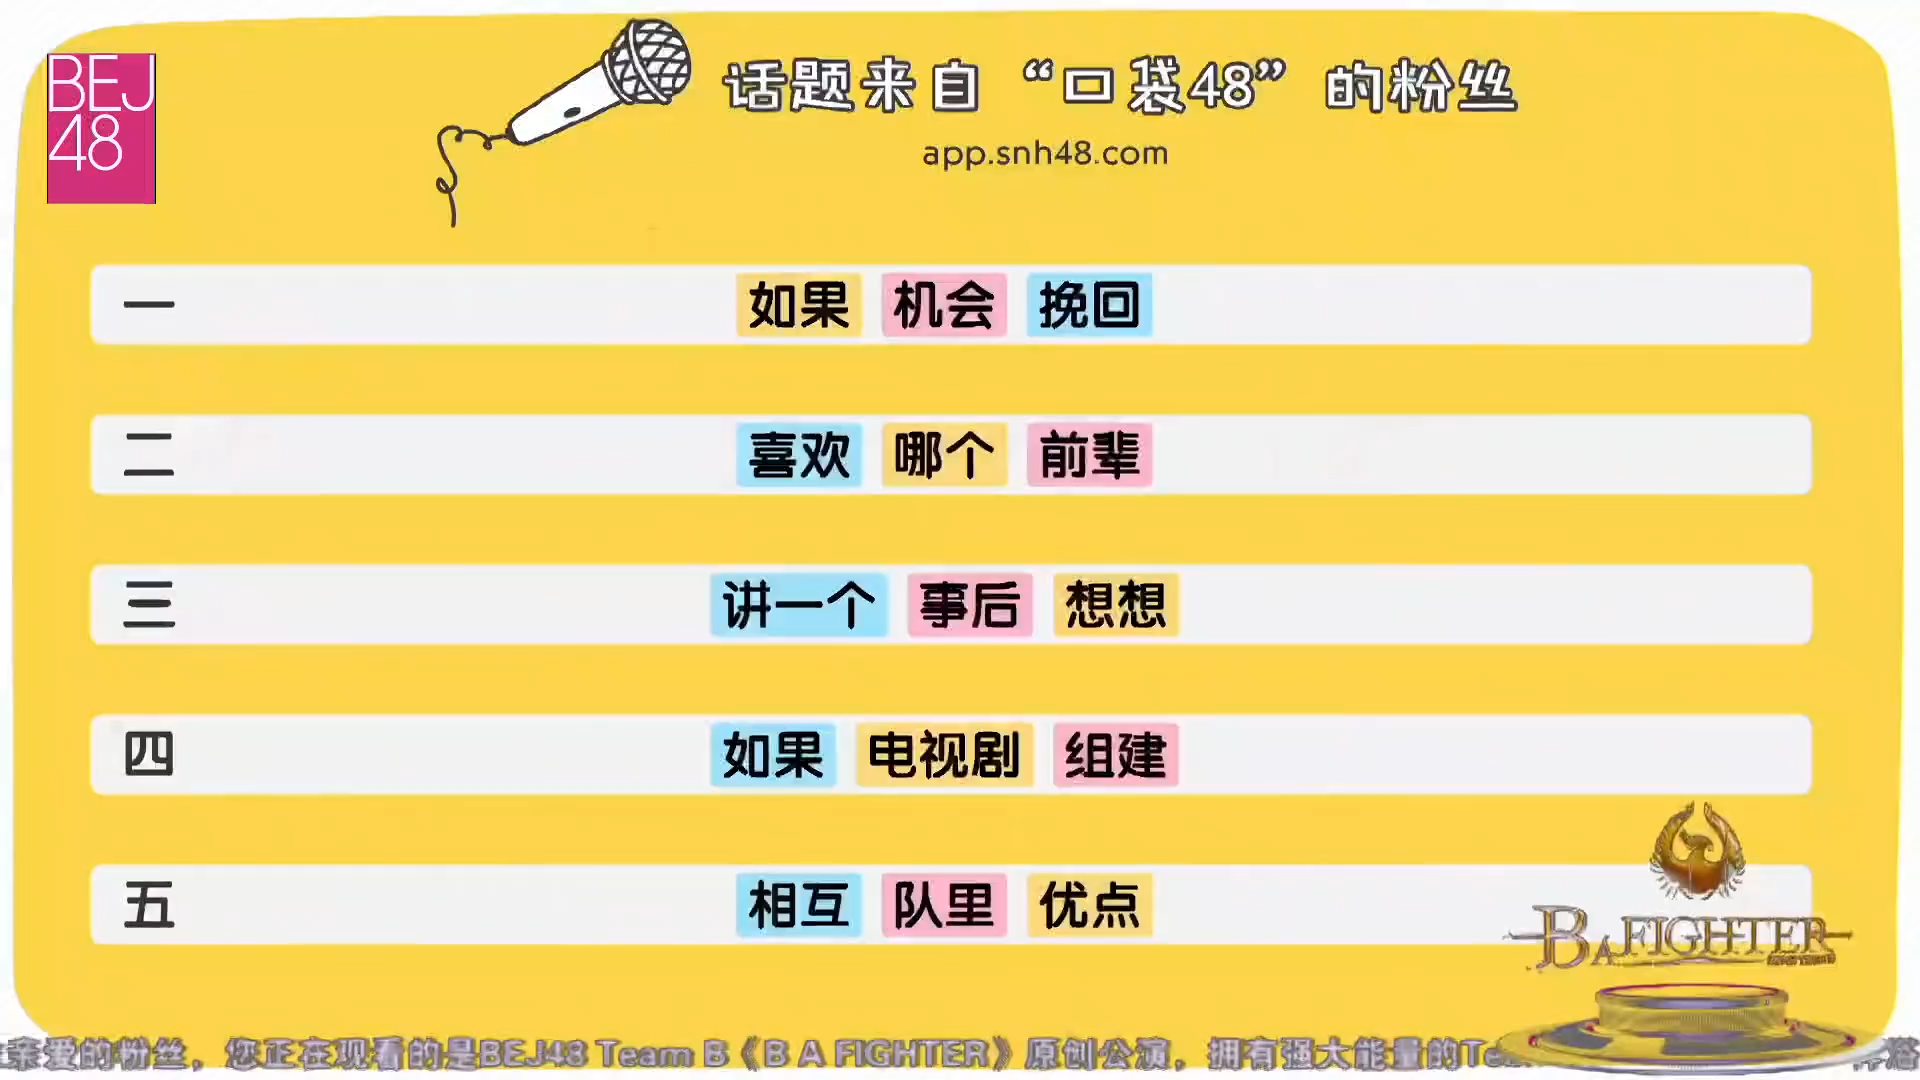 BEJ
48
话题来自“口袋48”的粉丝
app.snh48.com
一 如果 机会 挽回
二 喜欢 哪个 前辈
三 讲一个 事后 想想
四 如果 电视剧 组建
五 相互 队里 优点
B A FIGHTER
亲爱的粉丝，您正在观看的是BEJ48 Team B《B A FIGHTER》原创公演，拥有强大能量的Te